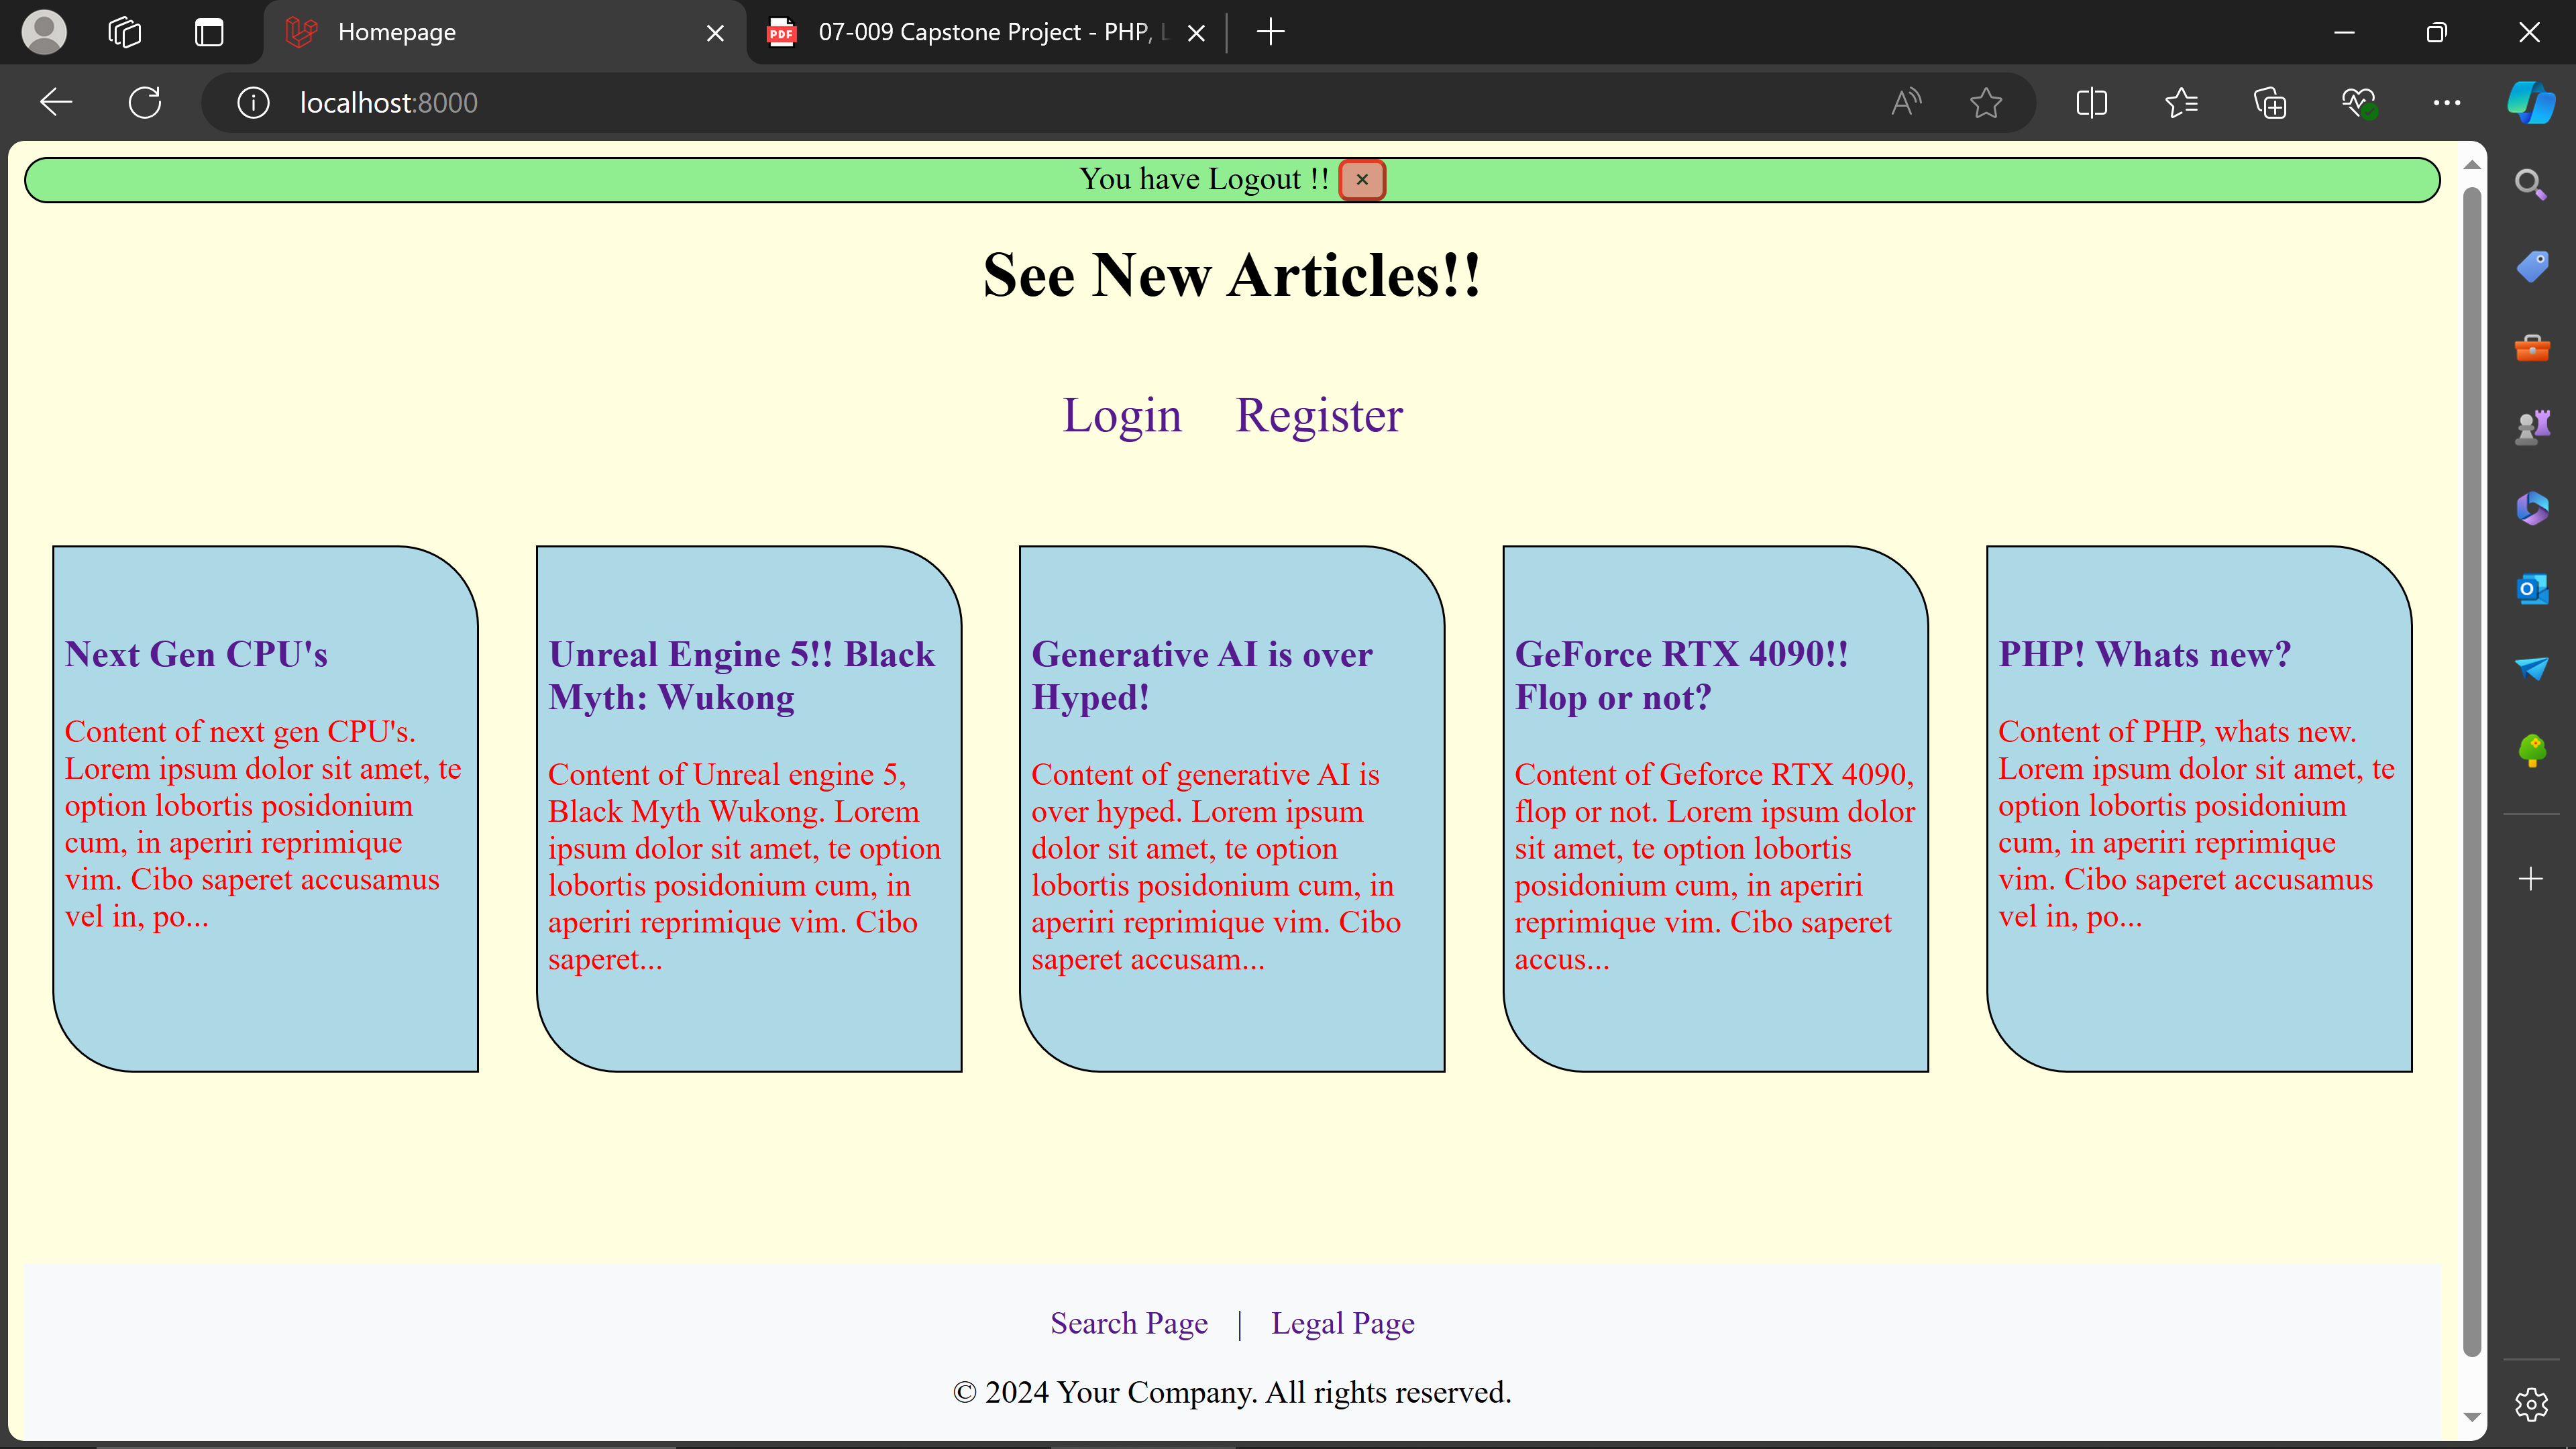 Homepage
07-009 Capstone Project - PHP, L
localhost:8000
You have Logout !! ×
See New Articles!!
Login Register
Next Gen CPU's
Content of next gen CPU's.
Lorem ipsum dolor sit amet, te
option lobortis posidonium
cum, in aperiri reprimique
vim. Cibo saperet accusamus
vel in, po...
Unreal Engine 5!! Black
Myth: Wukong
Content of Unreal engine 5,
Black Myth Wukong. Lorem
ipsum dolor sit amet, te option
lobortis posidonium cum, in
aperiri reprimique vim. Cibo
saperet...
Generative AI is over
Hyped!
Content of generative AI is
over hyped. Lorem ipsum
dolor sit amet, te option
lobortis posidonium cum, in
aperiri reprimique vim. Cibo
saperet accusam...
GeForce RTX 4090!!
Flop or not?
Content of Geforce RTX 4090,
flop or not. Lorem ipsum dolor
sit amet, te option lobortis
posidonium cum, in aperiri
reprimique vim. Cibo saperet
accus...
PHP! Whats new?
Content of PHP, whats new.
Lorem ipsum dolor sit amet, te
option lobortis posidonium
cum, in aperiri reprimique
vim. Cibo saperet accusamus
vel in, po...
Search Page | Legal Page
© 2024 Your Company. All rights reserved.